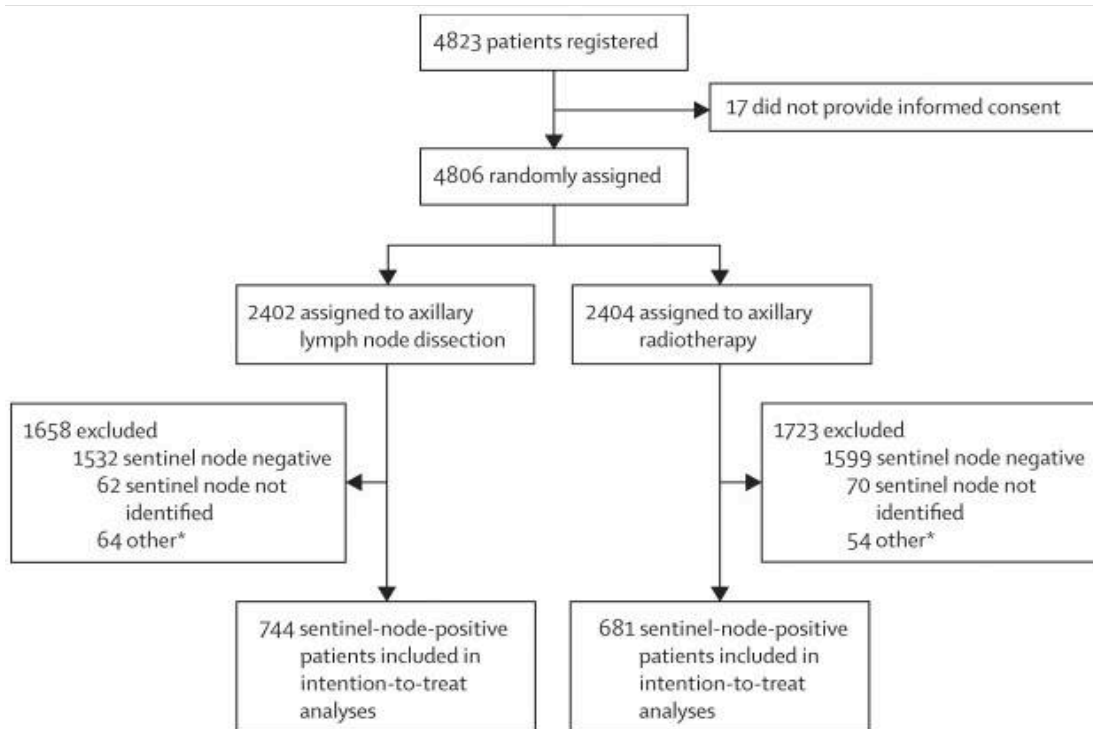 4823 patients registered
17 did not provide informed consent
4806 randomly assigned
2402 assigned to axillary
lymph node dissection
2404 assigned to axillary
radiotherapy
1658 excluded
1532 sentinel node negative
62 sentinel node not
identified
64 other*
1723 excluded
1599 sentinel node negative
70 sentinel node not
identified
54 other*
744 sentinel-node-positive
patients included in
intention-to-treat
analyses
681 sentinel-node-positive
patients included in
intention-to-treat
analyses